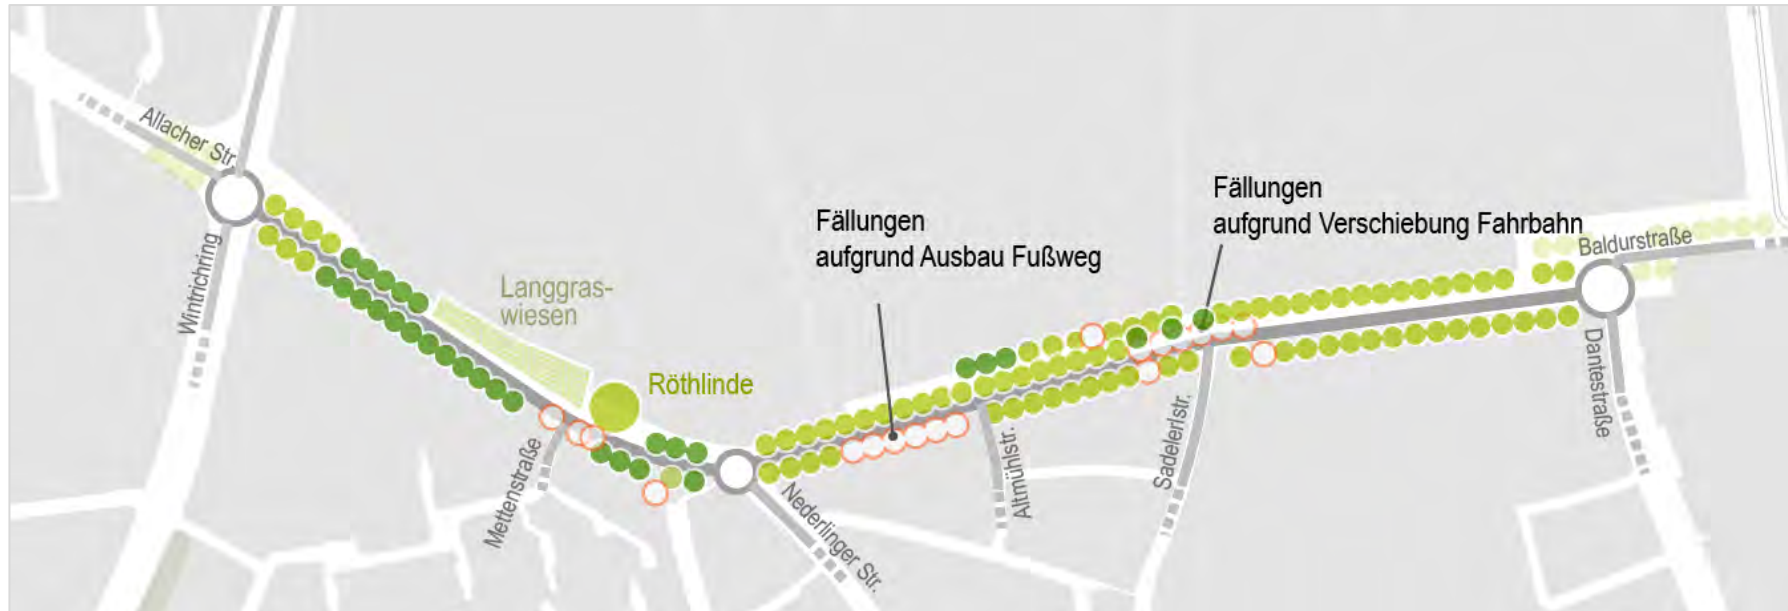 Allacher Str.
Wintrichring
Langgras-
wiesen
Röthlinde
Mettenstraße
Nederlinger Str.
Fällungen
aufgrund Ausbau Fußweg
Altmühlstr.
Sadelerlstr.
Fällungen
aufgrund Verschiebung Fahrbahn
Baldurstraße
Dantestraße